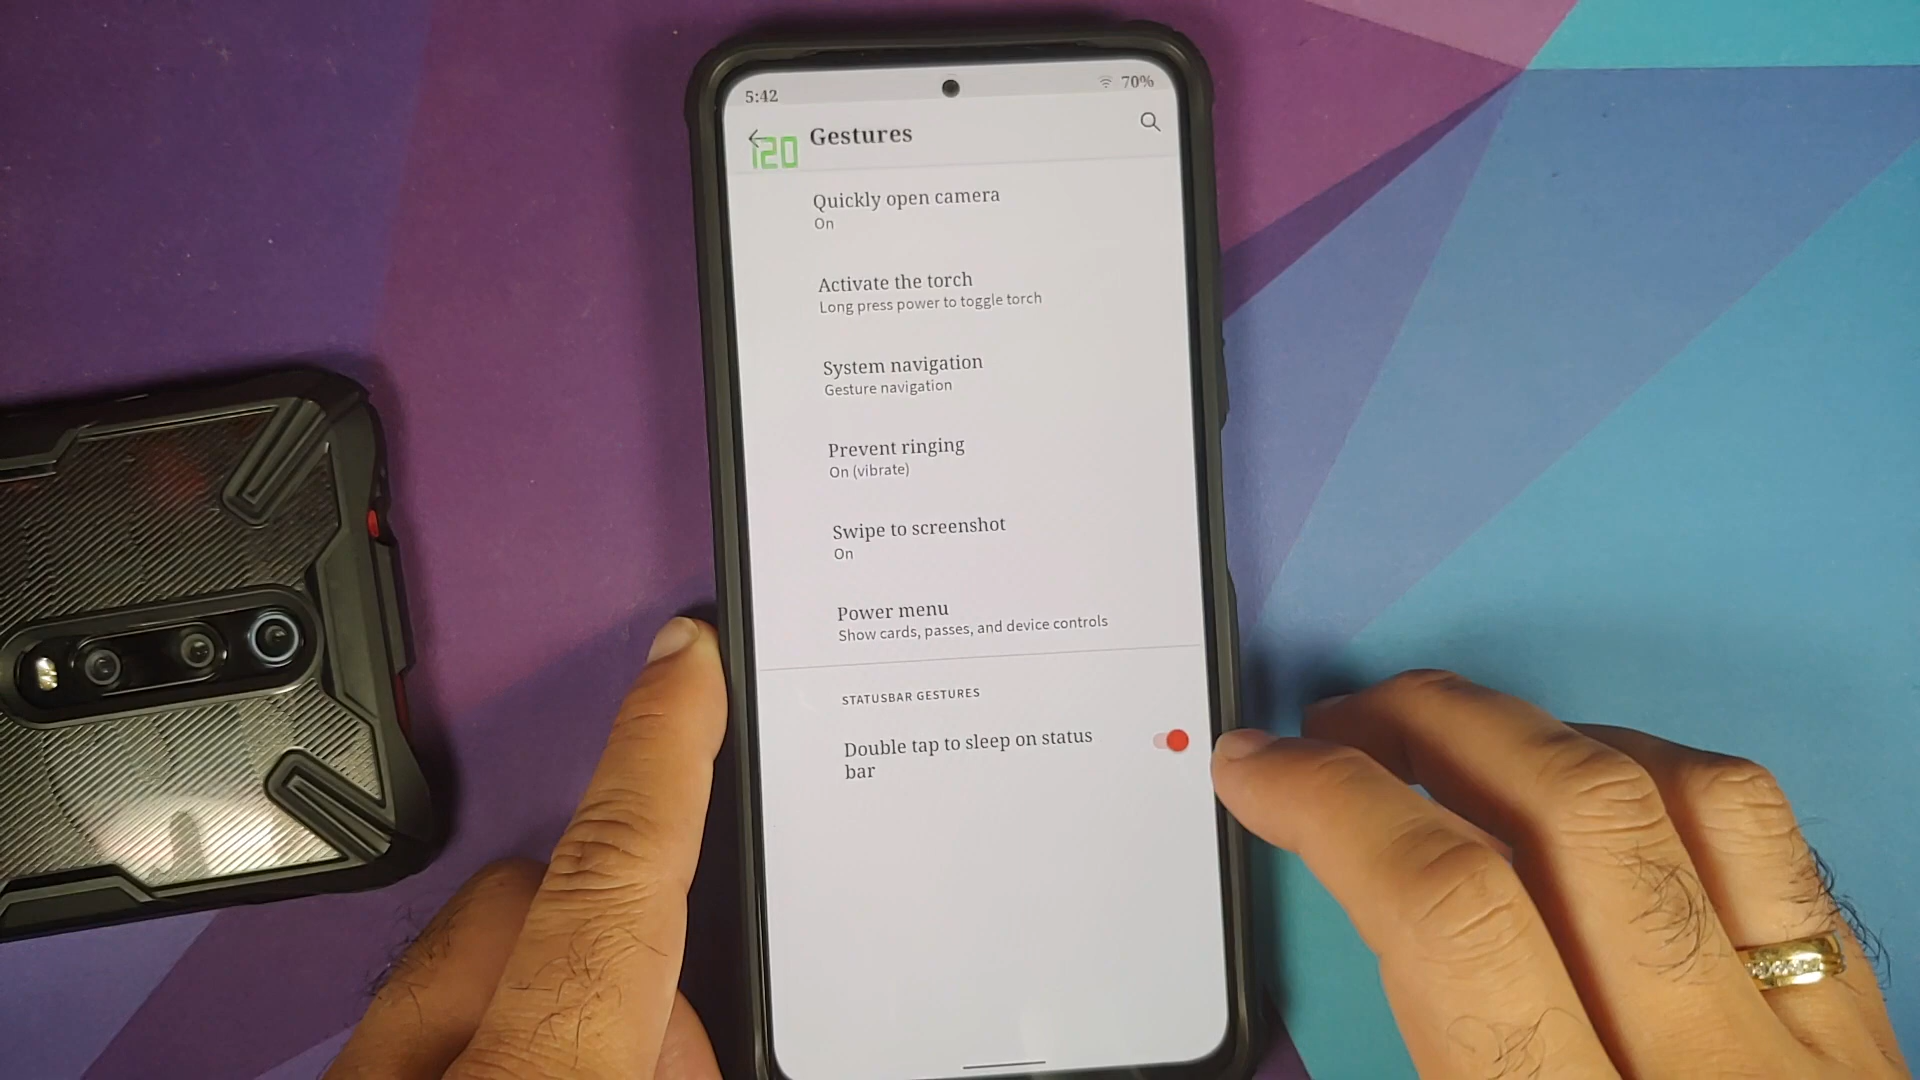 5:42
70%
120
Gestures
Quickly open camera
On
Activate the torch
Long press power to toggle torch
System navigation
Gesture navigation
Prevent ringing
On (vibrate)
Swipe to screenshot
On
Power menu
Show cards, passes, and device controls
STATUSBAR GESTURES
Double tap to sleep on status
bar